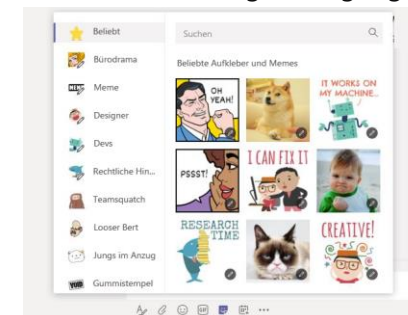 Beliebt
Bürodrama
Meme
Designer
Devs
Rechtliche Hin...
Teamsquatch
Looser Bert
Jungs im Anzug
Gummistempel
Suchen
Beliebte Aufkleber und Memes
OH
YEAH!
IT WORKS ON
MY MACHINE...
PSSST!
I CAN FIX IT
RESEARCH
TIME
CREATIVE!
GIF